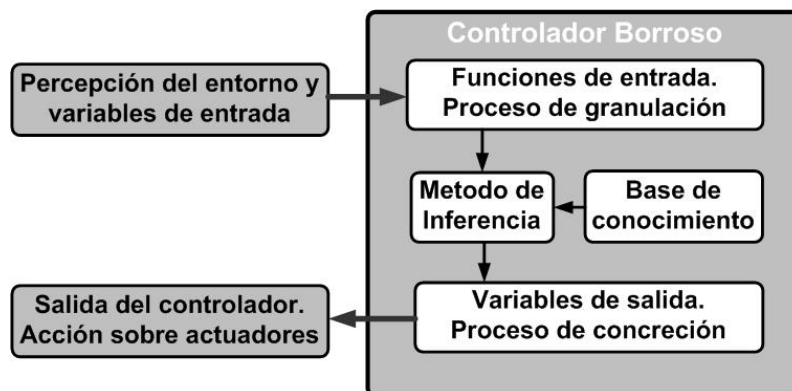 Controlador Borroso
Percepción del entorno y
variables de entrada
Funciones de entrada.
Proceso de granulación
Metodo de
Inferencia
Base de
conocimiento
Salida del controlador.
Acción sobre actuadores
Variables de salida.
Proceso de concreción